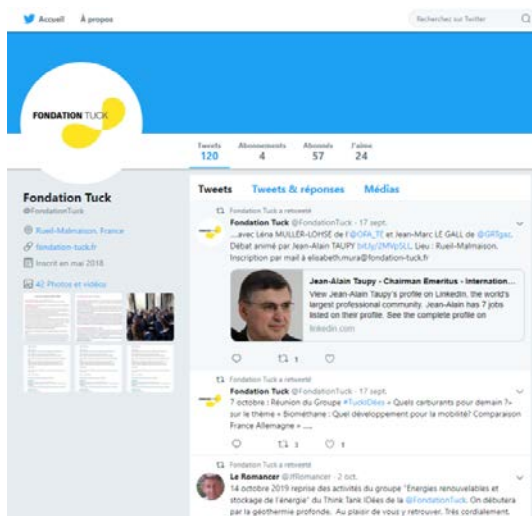 Accueil À propos
Recherchez sur Twitter
FONDATION TUCK
Tweets Abonnements Abonnés J'aime
120 4 57 24
Fondation Tuck
@FondationTuck
Rueil-Malmaison, France
fondation-tuck.fr
Inscrit en mai 2018
42 Photos et vidéos
Tweets Tweets & réponses Médias
Fondation Tuck a retweeté
Fondation Tuck @FondationTuck · 17 sept.
...avec Léna MULLER-LOHSE de l'@OFA_TE et Jean-Marc LE GALL de @GRTgaz.
Débat animé par Jean-Alain TAUPY Lieu : Rueil-Malmaison.
Inscription par mail à elisabeth.mura@fondation-tuck.fr
Jean-Alain Taupy - Chairman Emeritus - Internation...
View Jean-Alain Taupy's profile on LinkedIn, the world's
largest professional community. Jean-Alain has 7 jobs
listed on their profile. See the complete profile on
linkedin.com
1
Fondation Tuck a retweeté
Fondation Tuck @FondationTuck · 17 sept.
7 octobre : Réunion du Groupe #TuckIDées « Quels carburants pour demain ?»
sur le thème « Biométhane : Quel développement pour la mobilité? Comparaison
France Allemagne » .....
3 1
Fondation Tuck a retweeté
Le Romancer @JfRomancer · 2 oct.
14 octobre 2019 reprise des activités du groupe "Energies renouvelables et
stockage de l'énergie" du Think Tank IDées de la @FondationTuck. On débutera
par la géothermie profonde. Au plaisir de vous y retrouver. Très cordialement.